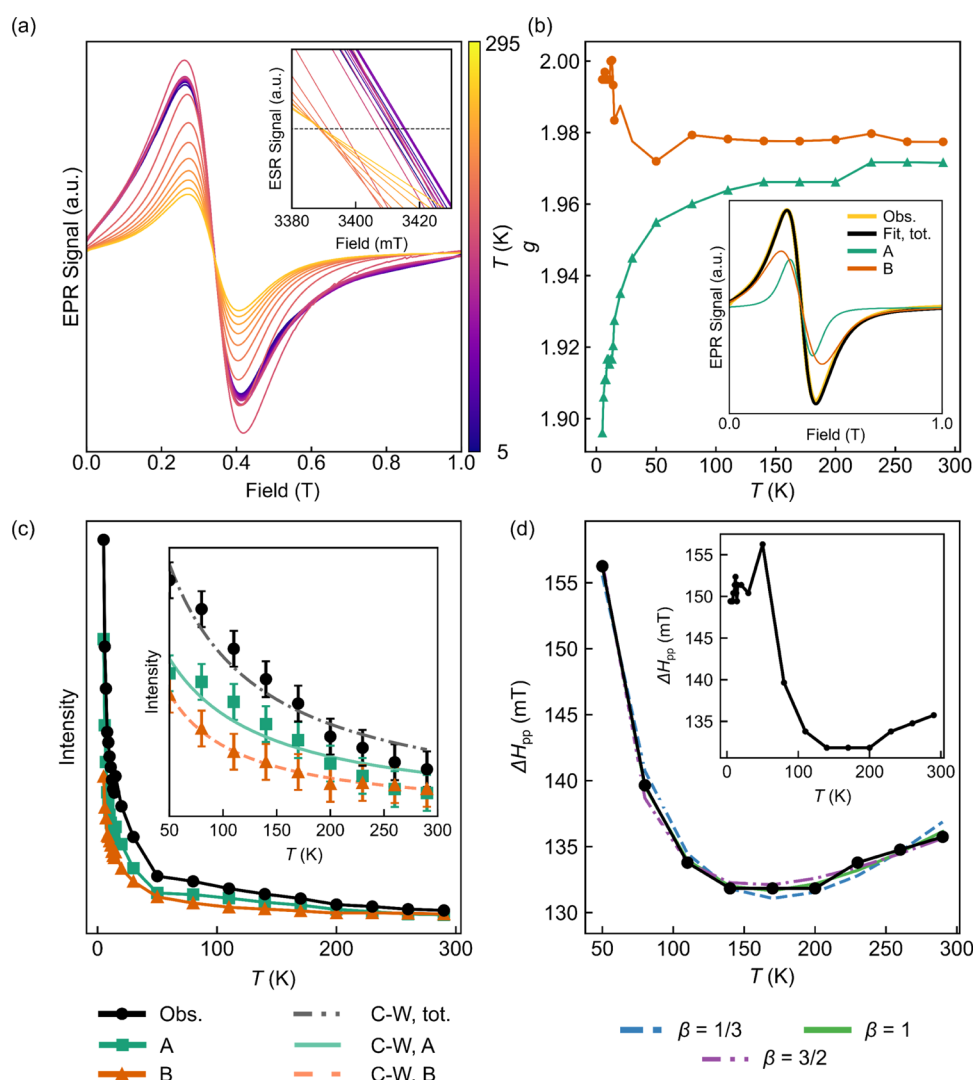 (a)
EPR Signal (a.u.)
0.0 0.2 0.4 0.6 0.8 1.0
Field (T)
ESR Signal (a.u.)
3380 3400 3420
Field (mT)
295
T (K)
5
(b)
g
2.00
1.98
1.96
1.94
1.92
1.90
0 50 100 150 200 250 300
T (K)
Obs.
Fit, tot.
A
B
EPR Signal (a.u.)
0.0 1.0
Field (T)
(c)
Intensity
0 100 200 300
T (K)
Intensity
50 100 150 200 250 300
T (K)
Obs.
A
B
C-W, tot.
C-W, A
C-W, B
(d)
ΔHpp (mT)
155
150
145
140
135
130
50 100 150 200 250 300
T (K)
ΔHpp (mT)
155
150
145
140
135
0 100 200 300
T (K)
β = 1/3
β = 1
β = 3/2